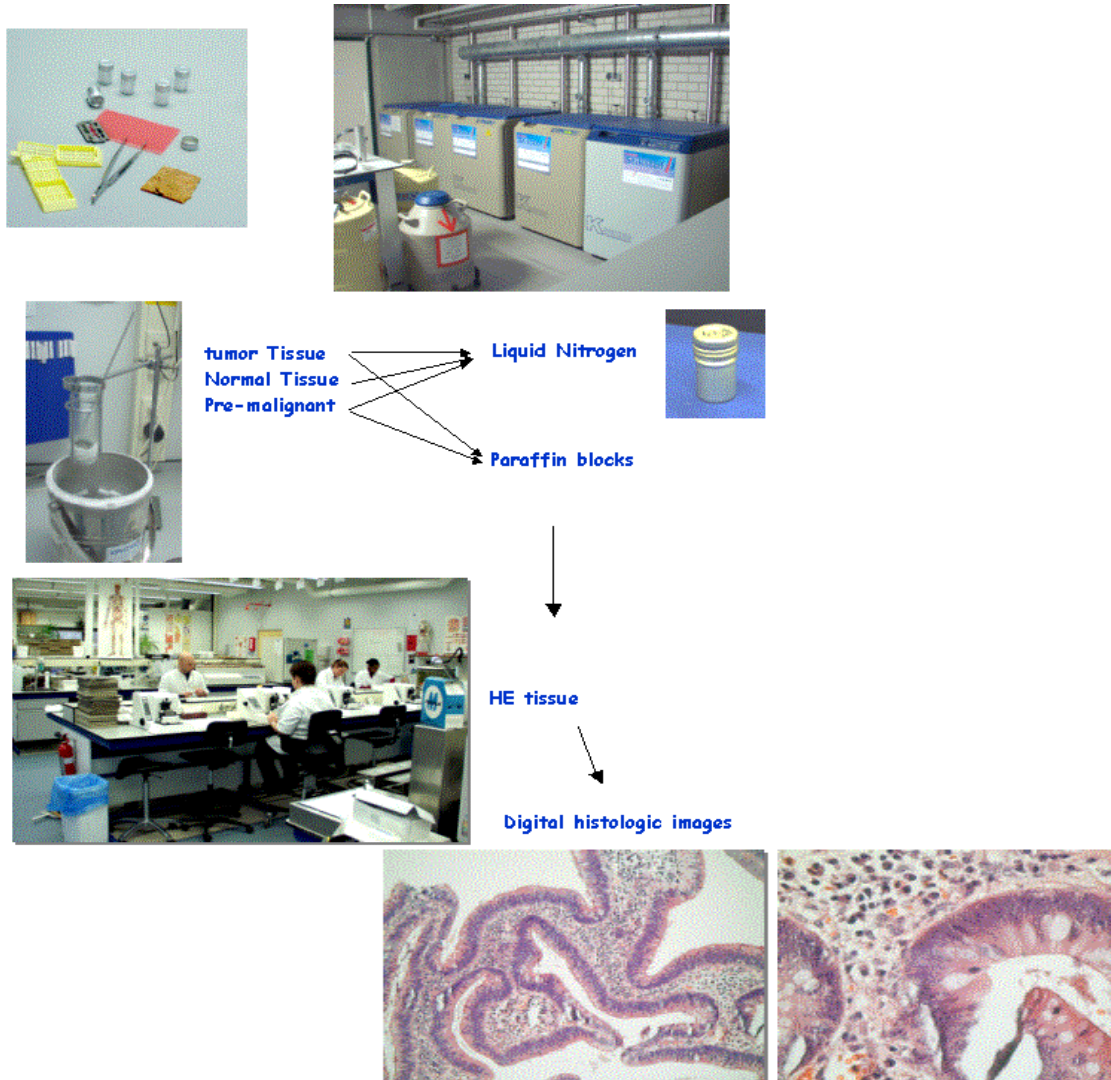 tumor Tissue
Normal Tissue
Pre-malignant
Liquid Nitrogen
Paraffin blocks
HE tissue
Digital histologic images